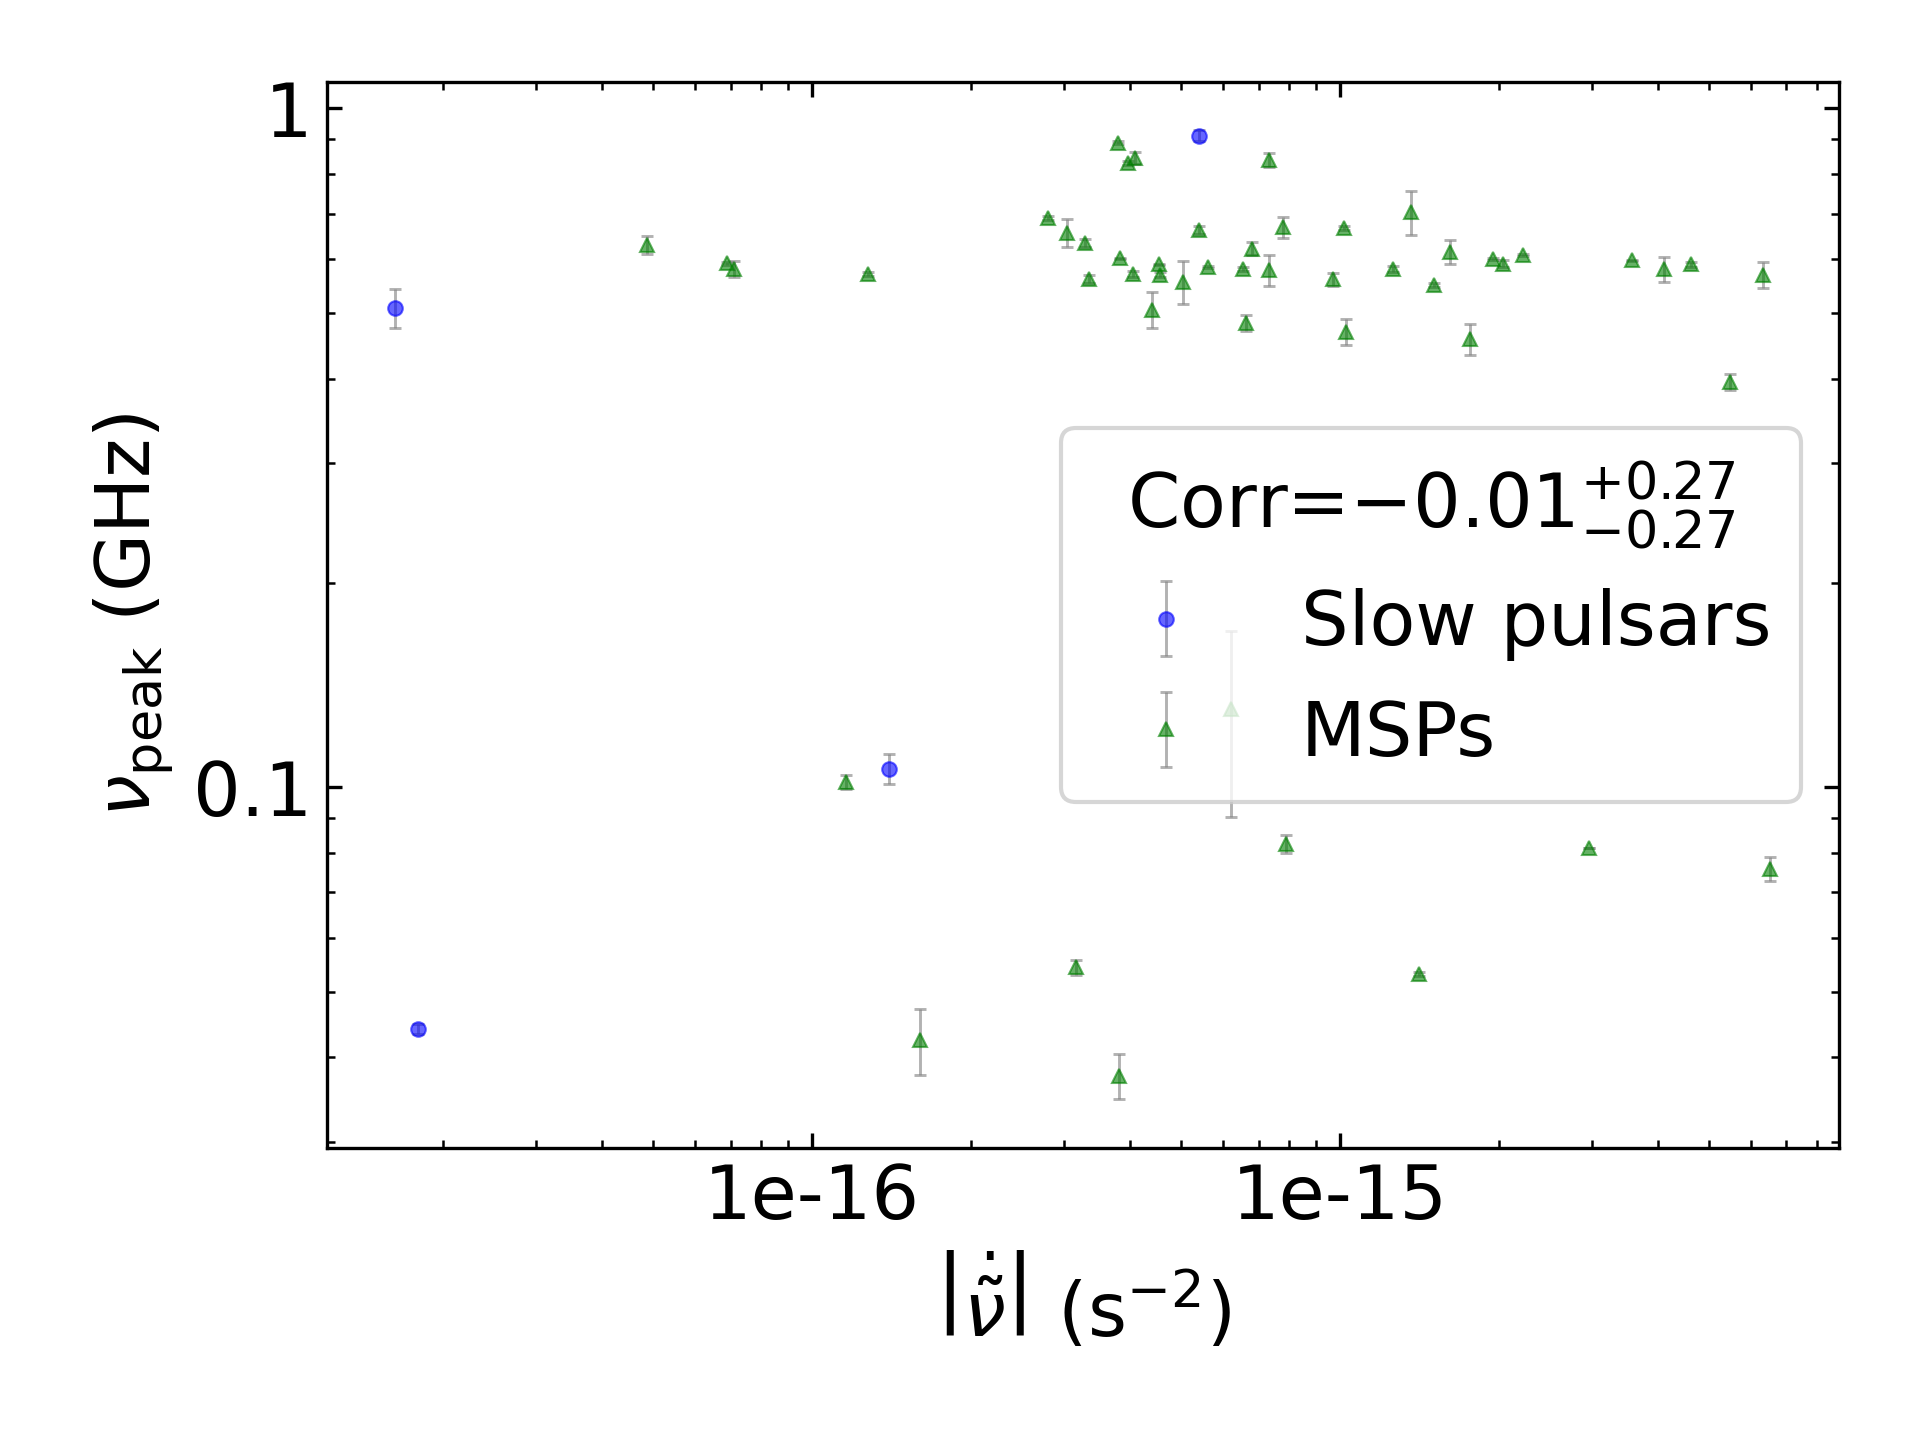 1
0.1
ν_peak (GHz)
Corr=−0.01 +0.27 −0.27
Slow pulsars
MSPs
1e-16 1e-15
|ν̃̇| (s⁻²)